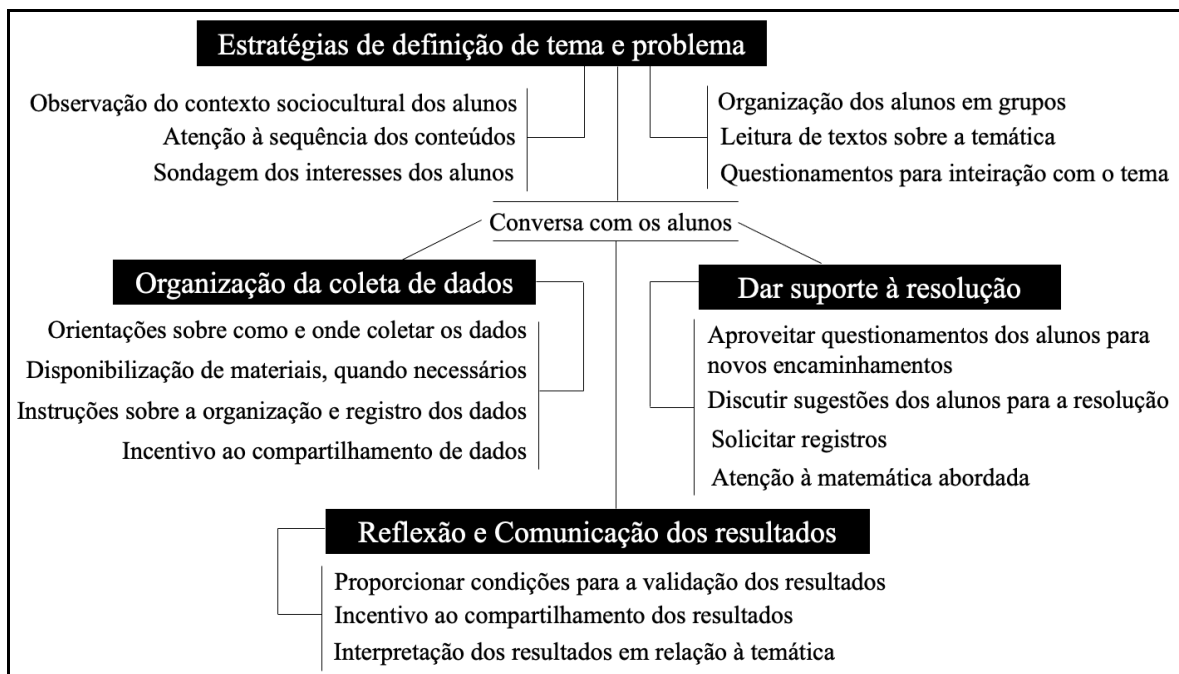 Estratégias de definição de tema e problema
Observação do contexto sociocultural dos alunos
Atenção à sequência dos conteúdos
Sondagem dos interesses dos alunos
Organização dos alunos em grupos
Leitura de textos sobre a temática
Questionamentos para inteiração com o tema
Conversa com os alunos
Organização da coleta de dados
Orientações sobre como e onde coletar os dados
Disponibilização de materiais, quando necessários
Instruções sobre a organização e registro dos dados
Incentivo ao compartilhamento de dados
Dar suporte à resolução
Aproveitar questionamentos dos alunos para
novos encaminhamentos
Discutir sugestões dos alunos para a resolução
Solicitar registros
Atenção à matemática abordada
Reflexão e Comunicação dos resultados
Proporcionar condições para a validação dos resultados
Incentivo ao compartilhamento dos resultados
Interpretação dos resultados em relação à temática